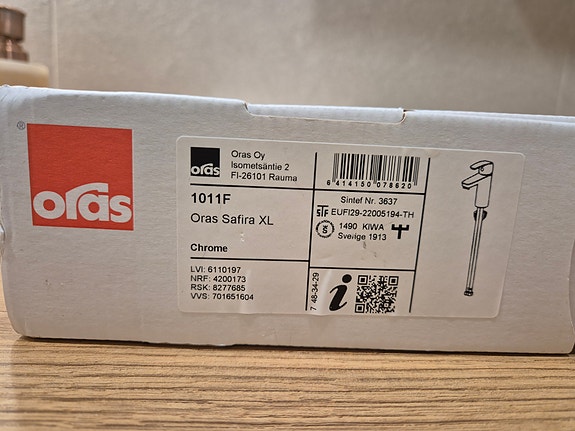 ® oras
oras
Oras Oy
Isometsäntie 2
FI-26101 Rauma
1011F
Oras Safira XL
Chrome
LVI: 6110197
NRF: 4200173
RSK: 8277685
VVS: 701651604
6 414150 078620
Sintef Nr. 3637
STF EUFI29-22005194-TH
1490 KIWA
Sverige 1913
7 48-34-29
i